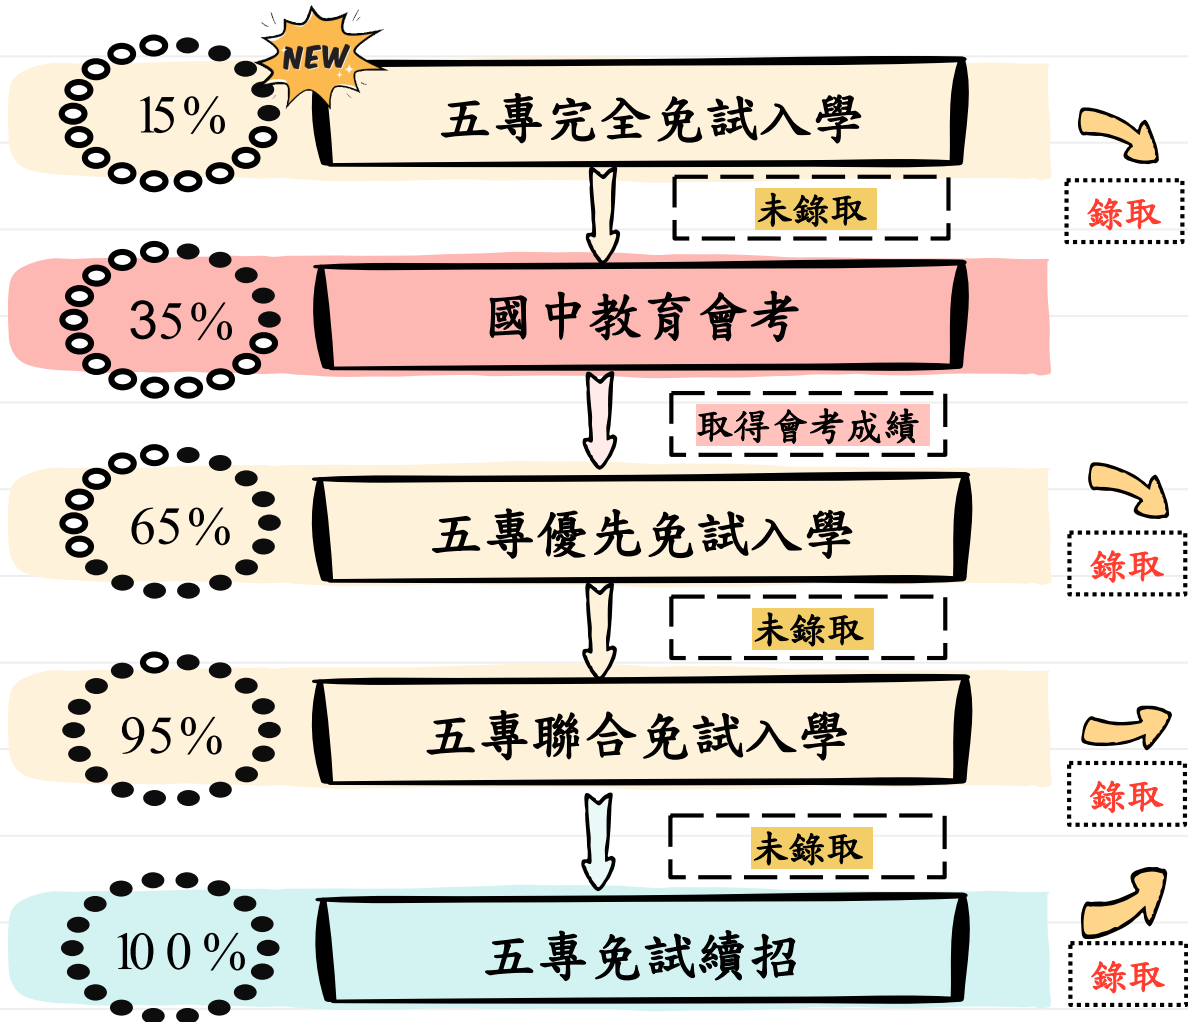 NEW
15%
五專完全免試入學
未錄取
錄取
35%
國中教育會考
取得會考成績
65%
五專優先免試入學
錄取
未錄取
95%
五專聯合免試入學
錄取
未錄取
100%
五專免試續招
錄取